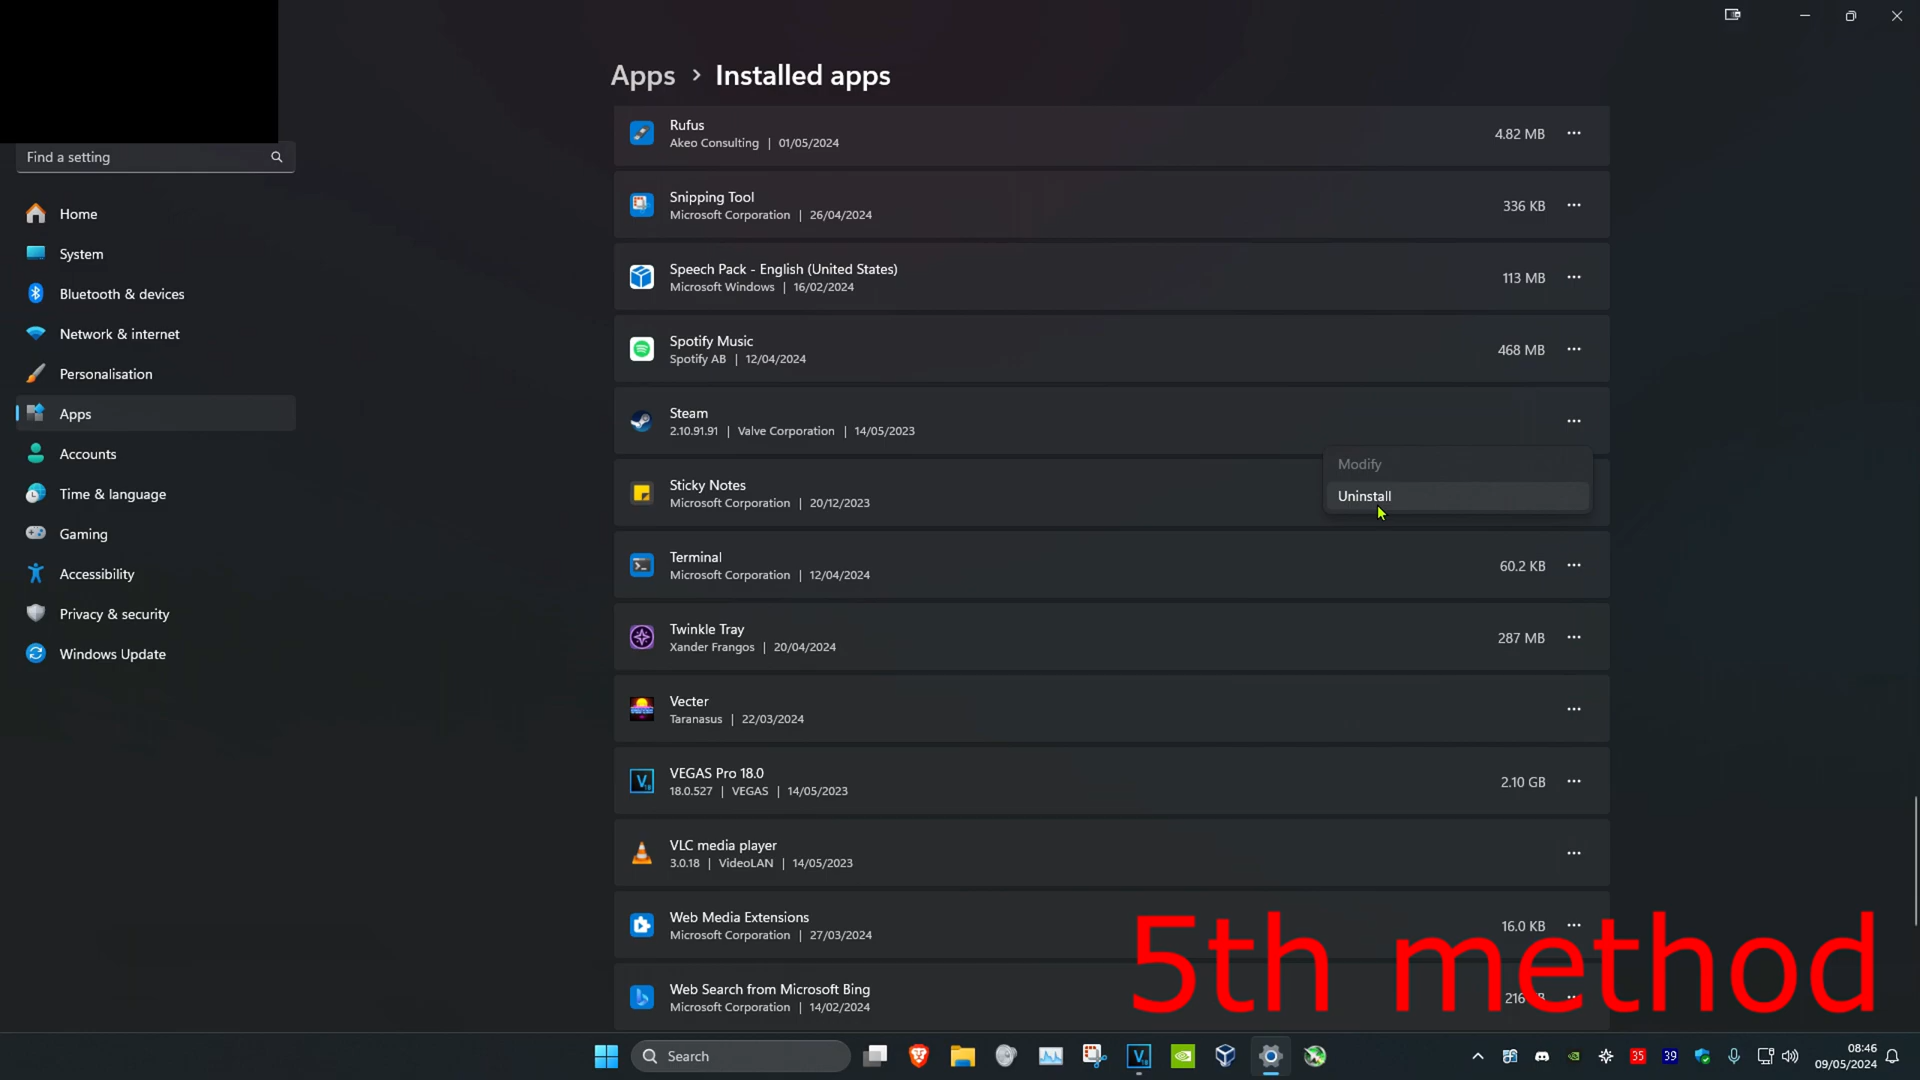 Apps > Installed apps
Find a setting
Home
System
Bluetooth & devices
Network & internet
Personalisation
Apps
Accounts
Time & language
Gaming
Accessibility
Privacy & security
Windows Update
Rufus
Akeo Consulting | 01/05/2024
4.82 MB
Snipping Tool
Microsoft Corporation | 26/04/2024
336 KB
Speech Pack - English (United States)
Microsoft Windows | 16/02/2024
113 MB
Spotify Music
Spotify AB | 12/04/2024
468 MB
Steam
2.10.91.91 | Valve Corporation | 14/05/2023
Modify
Uninstall
Sticky Notes
Microsoft Corporation | 20/12/2023
Terminal
Microsoft Corporation | 12/04/2024
60.2 KB
Twinkle Tray
Xander Frangos | 20/04/2024
287 MB
Vecter
Taranasus | 22/03/2024
VEGAS Pro 18.0
18.0.527 | VEGAS | 14/05/2023
2.10 GB
VLC media player
3.0.18 | VideoLAN | 14/05/2023
Web Media Extensions
Microsoft Corporation | 27/03/2024
16.0 KB
Web Search from Microsoft Bing
Microsoft Corporation | 14/02/2024
5th method
Search
35
39
08:46
09/05/2024